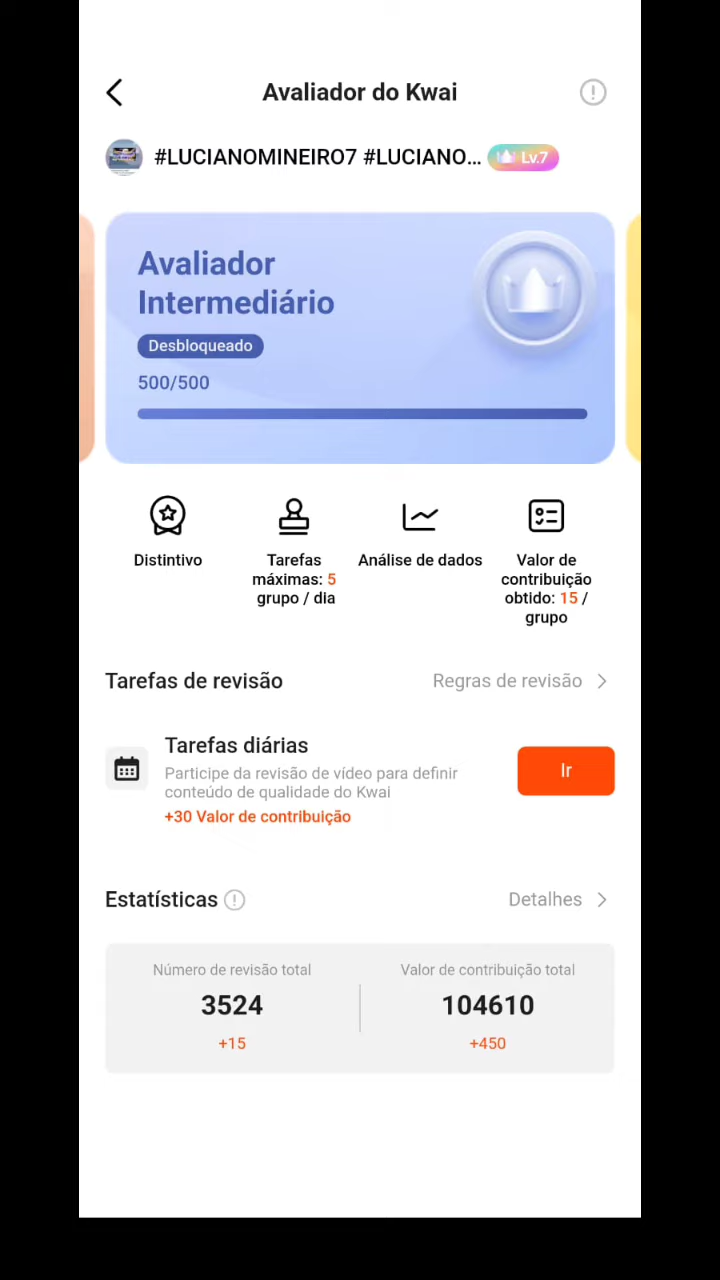 Avaliador do Kwai
#LUCIANOMINEIRO7 #LUCIANO...
Lv.7
Avaliador
Intermediário
Desbloqueado
500/500
Distintivo
Tarefas
máximas: 5
grupo / dia
Análise de dados
Valor de
contribuição
obtido: 15 /
grupo
Tarefas de revisão
Regras de revisão
Tarefas diárias
Participe da revisão de vídeo para definir
conteúdo de qualidade do Kwai
+30 Valor de contribuição
Ir
Estatísticas
Detalhes
Número de revisão total
3524
+15
Valor de contribuição total
104610
+450